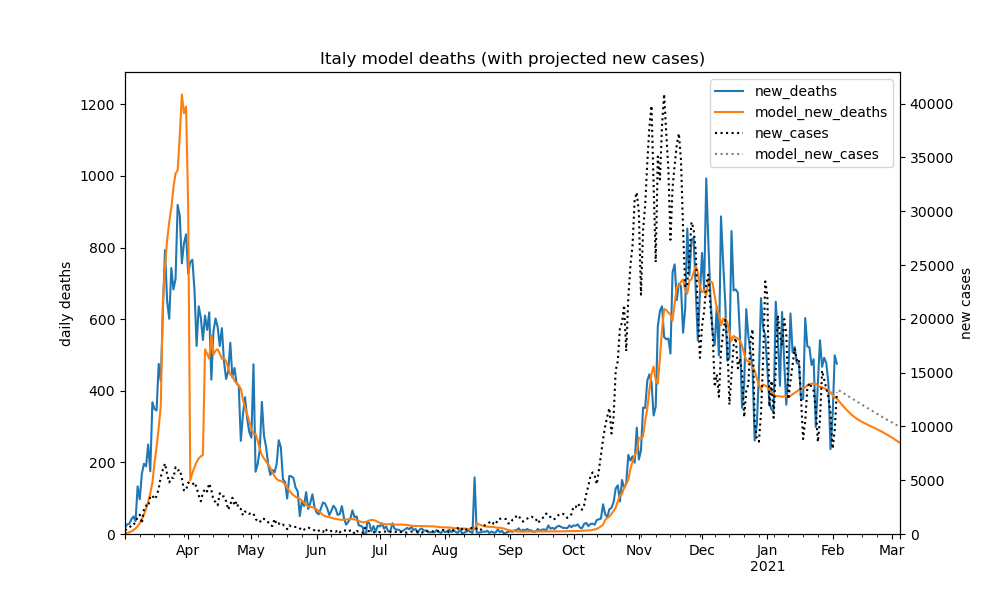 Italy model deaths (with projected new cases)
new_deaths
model_new_deaths
new_cases
model_new_cases
daily deaths
new cases
1200
1000
800
600
400
200
0
40000
35000
30000
25000
20000
15000
10000
5000
0
Apr May Jun Jul Aug Sep Oct Nov Dec Jan Feb Mar
2021